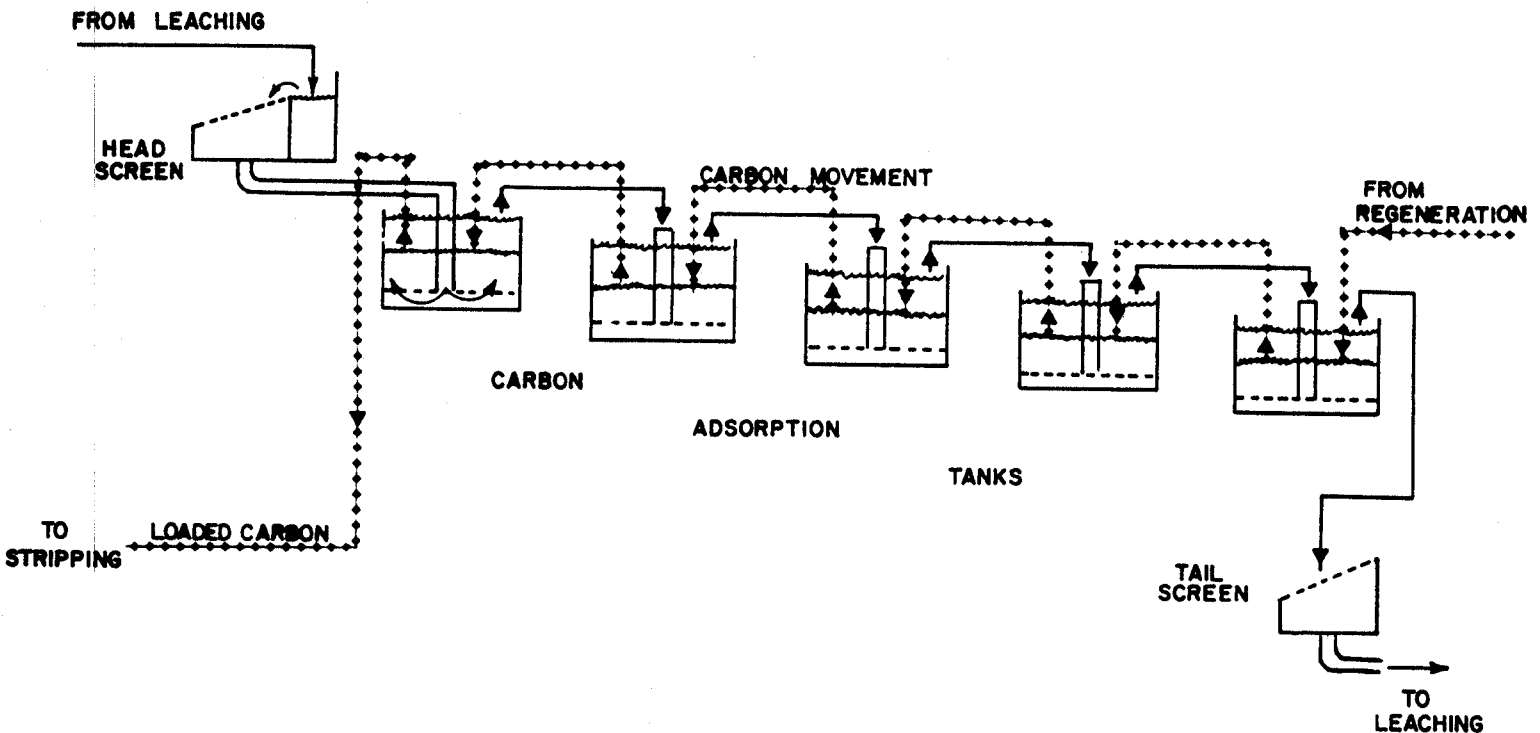 FROM LEACHING
HEAD
SCREEN
CARBON MOVEMENT
FROM
REGENERATION
CARBON
ADSORPTION
TANKS
TO
STRIPPING
LOADED CARBON
TAIL
SCREEN
TO
LEACHING